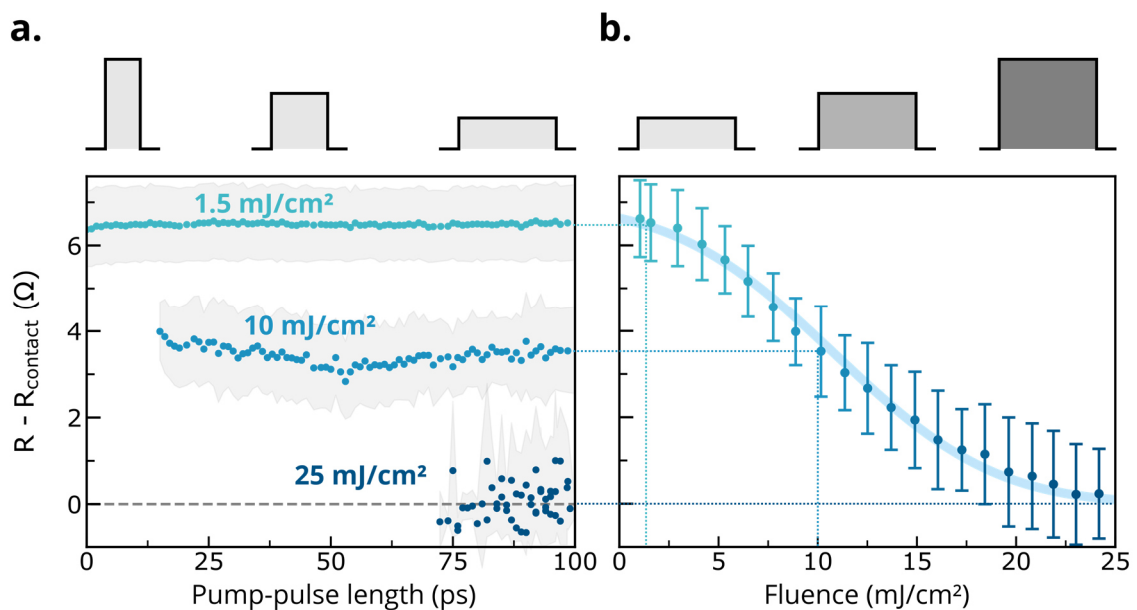 a.
b.
1.5 mJ/cm²
10 mJ/cm²
25 mJ/cm²
R - Rcontact (Ω)
6
4
2
0
0 25 50 75 100
Pump-pulse length (ps)
0 5 10 15 20 25
Fluence (mJ/cm²)